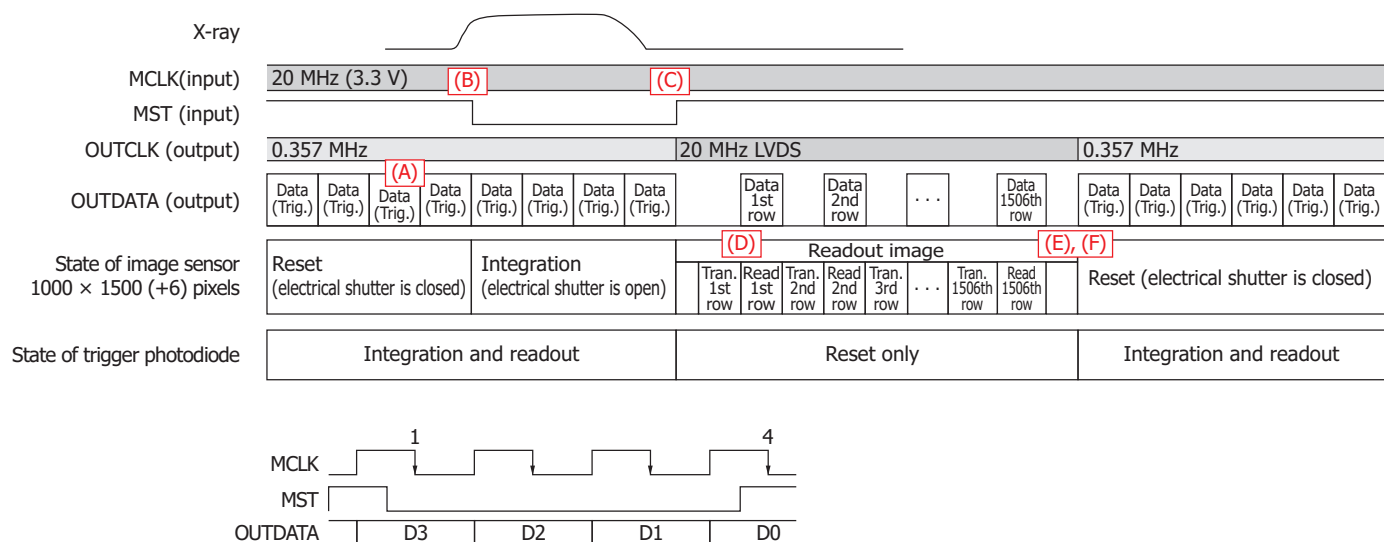 X-ray
MCLK(input) 20 MHz (3.3 V) (B) (C)
MST (input)
OUTCLK (output) 0.357 MHz 20 MHz LVDS 0.357 MHz
(A)
OUTDATA (output) Data (Trig.) Data (Trig.) Data (Trig.) Data (Trig.) Data (Trig.) Data (Trig.) Data (Trig.) Data (Trig.) Data 1st row Data 2nd row · · · Data 1506th row Data (Trig.) Data (Trig.) Data (Trig.) Data (Trig.) Data (Trig.) Data (Trig.)
(D) (E), (F)
State of image sensor
1000 × 1500 (+6) pixels
Reset
(electrical shutter is closed)
Integration
(electrical shutter is open)
Readout image
Tran. 1st row Read 1st row Tran. 2nd row Read 2nd row Tran. 3rd row · · · Tran. 1506th row Read 1506th row
Reset (electrical shutter is closed)
State of trigger photodiode Integration and readout Reset only Integration and readout
1 4
MCLK
MST
OUTDATA D3 D2 D1 D0